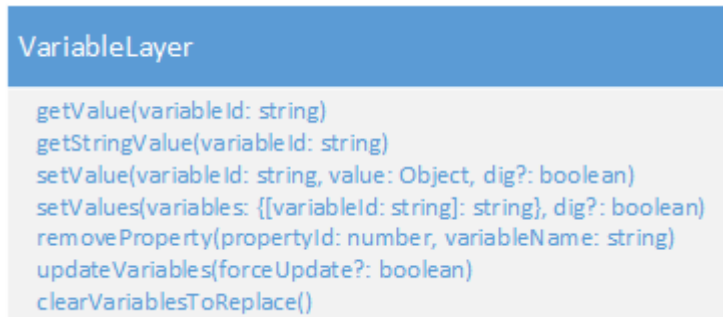 VariableLayer
getValue(variableId: string)
getStringValue(variableId: string)
setValue(variableId: string, value: Object, dig?: boolean)
setValues(variables: {[variableId: string]: string}, dig?: boolean)
removeProperty(propertyId: number, variableName: string)
updateVariables(forceUpdate?: boolean)
clearVariablesToReplace()